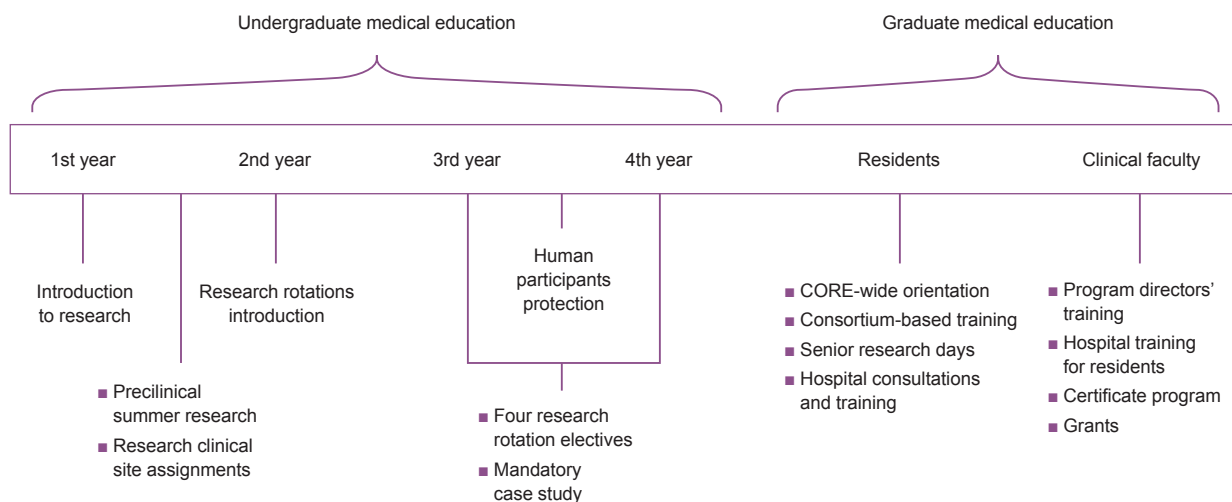 Undergraduate medical education
Graduate medical education
1st year
2nd year
3rd year
4th year
Residents
Clinical faculty
Introduction
to research
Research rotations
introduction
Human
participants
protection
■ CORE-wide orientation
■ Consortium-based training
■ Senior research days
■ Hospital consultations
and training
■ Program directors’
training
■ Hospital training
for residents
■ Certificate program
■ Grants
■ Precilinical
summer research
■ Research clinical
site assignments
■ Four research
rotation electives
■ Mandatory
case study